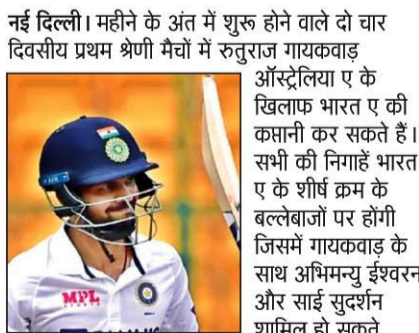 नई दिल्ली। महीने के अंत में शुरू होने वाले दो चार
दिवसीय प्रथम श्रेणी मैचों में रुतुराज गायकवाड़
ऑस्ट्रेलिया ए के
खिलाफ भारत ए की
कप्तानी कर सकते हैं।
सभी की निगाहें भारत
ए के शीर्ष क्रम के
बल्लेबाजों पर होंगी
जिसमें गायकवाड़ के
साथ अभिमन्यु ईश्वरन
और साई सुदर्शन
शामिल हो सकते
MPL